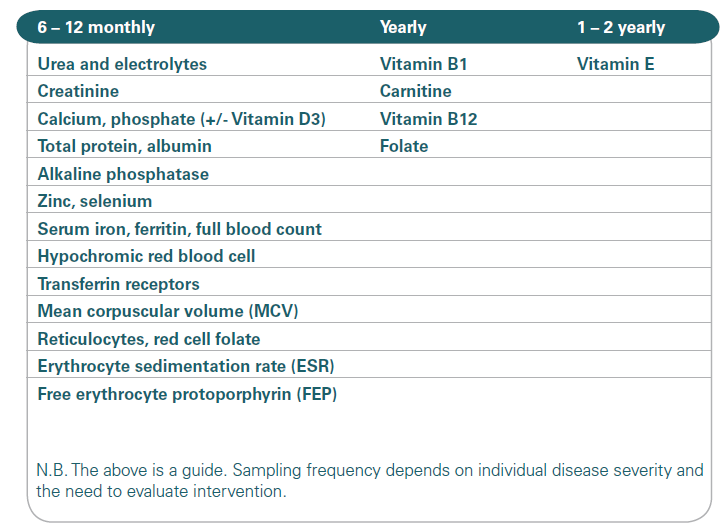 6 – 12 monthly Yearly 1 – 2 yearly
Urea and electrolytes Vitamin B1 Vitamin E
Creatinine Carnitine
Calcium, phosphate (+/- Vitamin D3) Vitamin B12
Total protein, albumin Folate
Alkaline phosphatase
Zinc, selenium
Serum iron, ferritin, full blood count
Hypochromic red blood cell
Transferrin receptors
Mean corpuscular volume (MCV)
Reticulocytes, red cell folate
Erythrocyte sedimentation rate (ESR)
Free erythrocyte protoporphyrin (FEP)
N.B. The above is a guide. Sampling frequency depends on individual disease severity and
the need to evaluate intervention.